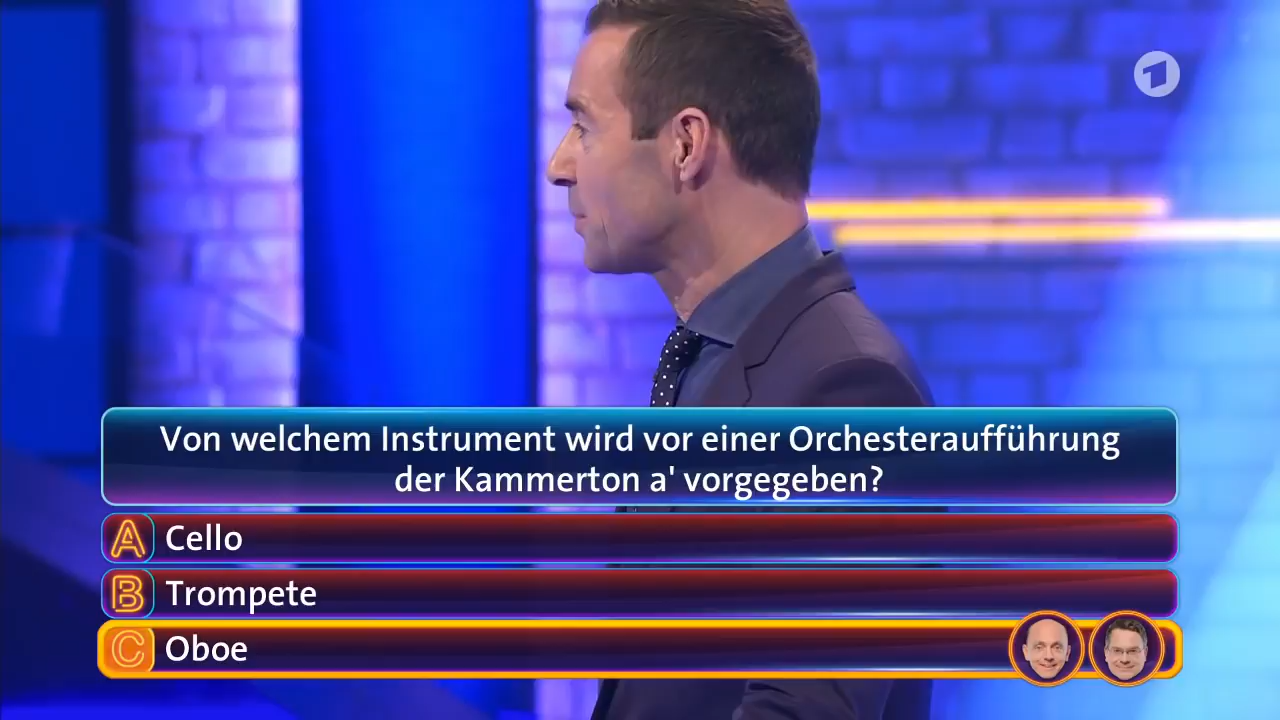 Von welchem Instrument wird vor einer Orchesteraufführung
der Kammerton a' vorgegeben?
A Cello
B Trompete
C Oboe